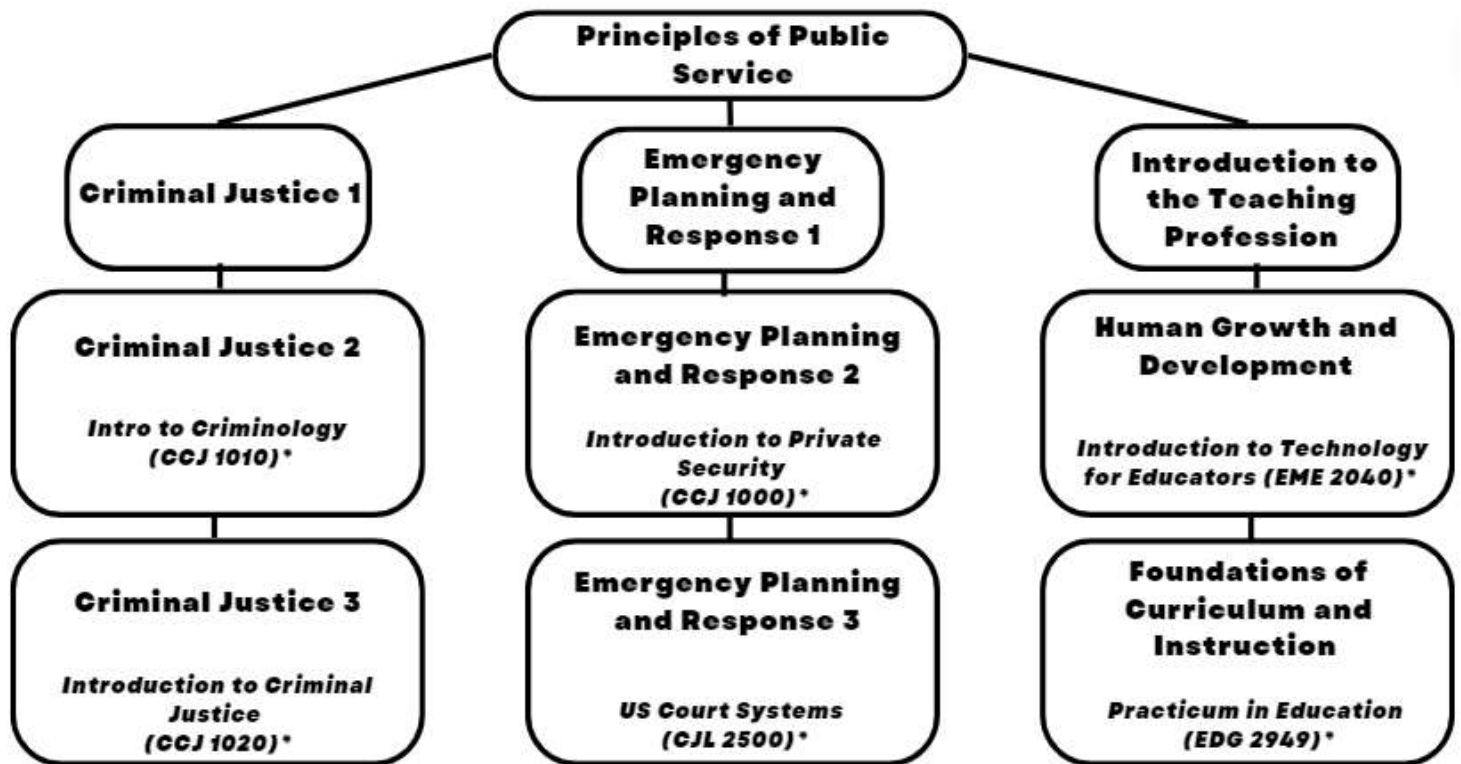 Principles of Public
Service
Criminal Justice 1
Emergency
Planning and
Response 1
Introduction to
the Teaching
Profession
Criminal Justice 2
Intro to Criminology
(CCJ 1010)*
Emergency Planning
and Response 2
Introduction to Private
Security
(CCJ 1000)*
Human Growth and
Development
Introduction to Technology
for Educators (EME 2040)*
Criminal Justice 3
Introduction to Criminal
Justice
(CCJ 1020)*
Emergency Planning
and Response 3
US Court Systems
(CJL 2500)*
Foundations of
Curriculum and
Instruction
Practicum in Education
(EDG 2949)*